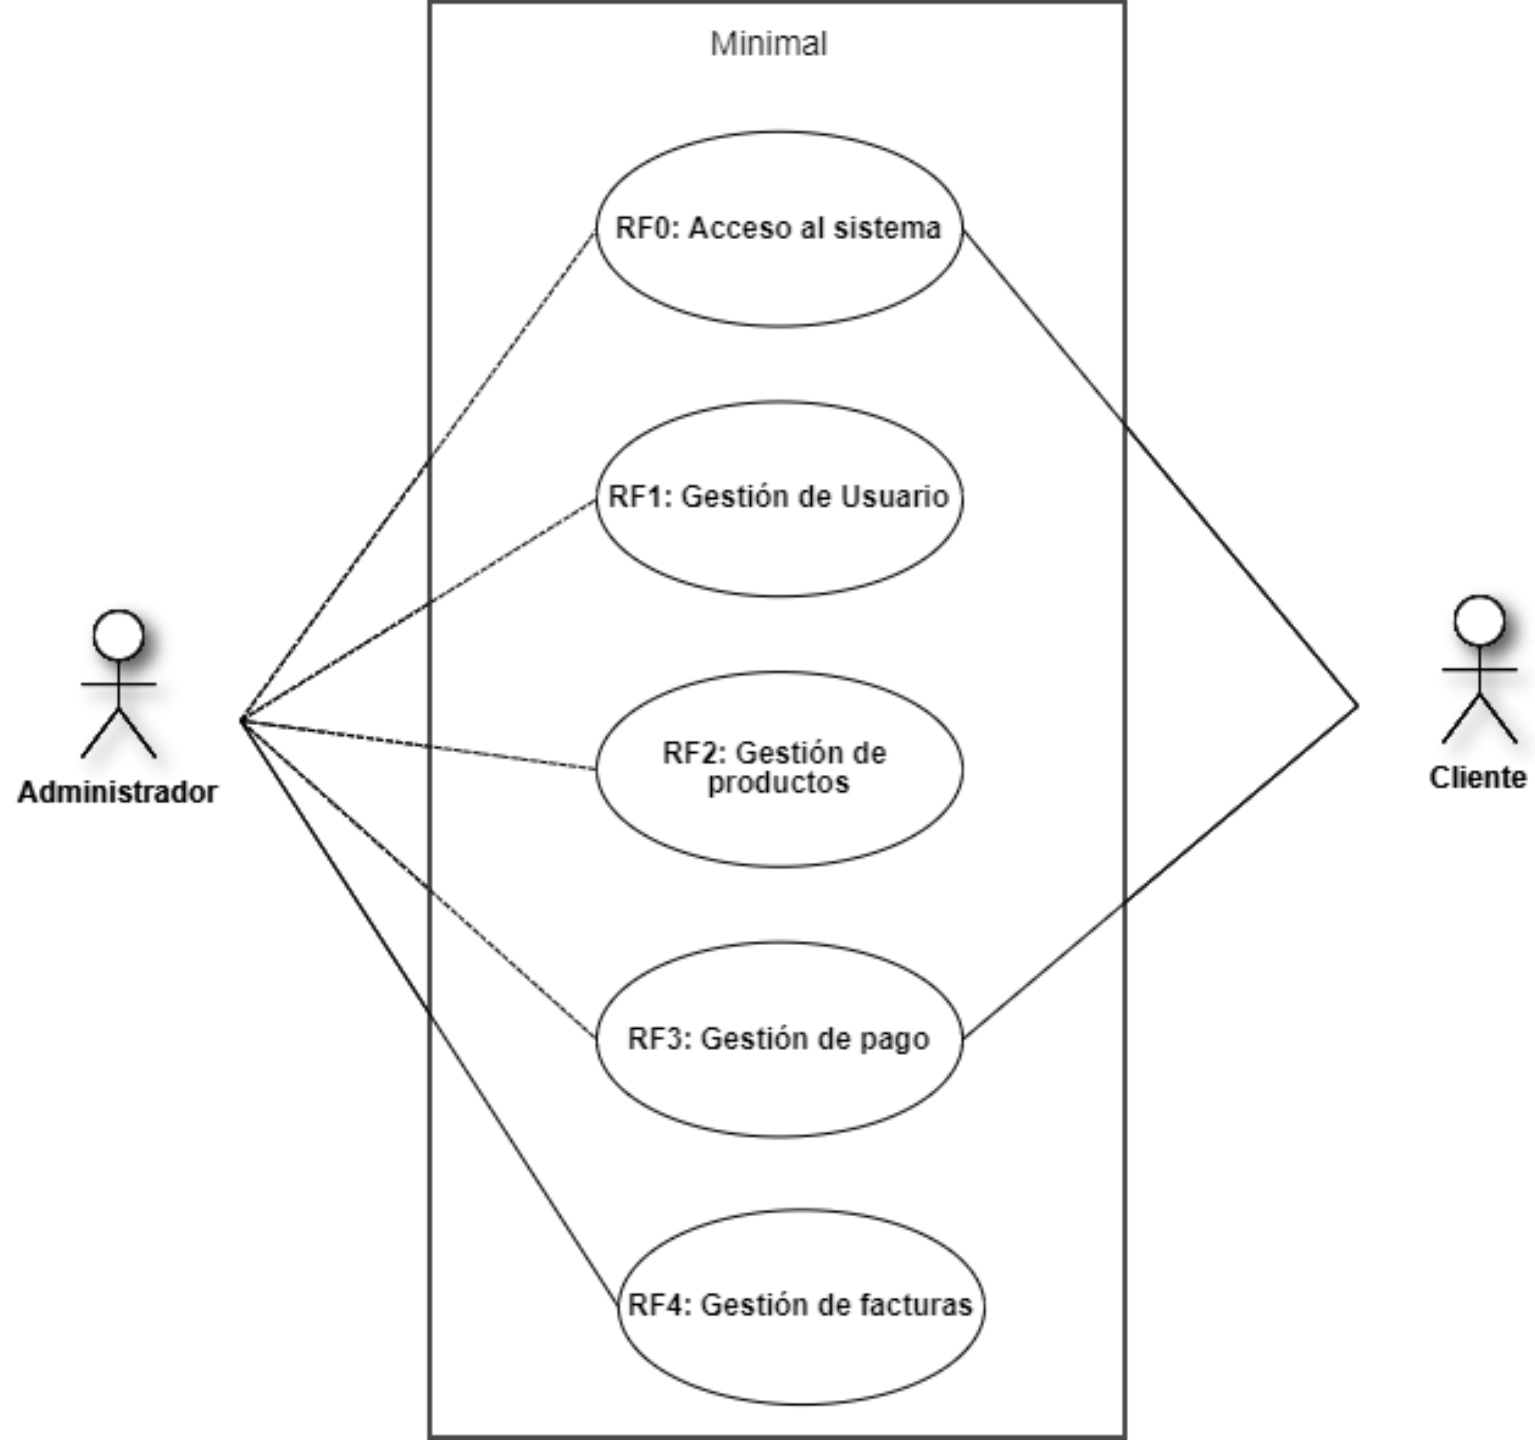 Minimal
RF0: Acceso al sistema
RF1: Gestión de Usuario
RF2: Gestión de
productos
Administrador
Cliente
RF3: Gestión de pago
RF4: Gestión de facturas